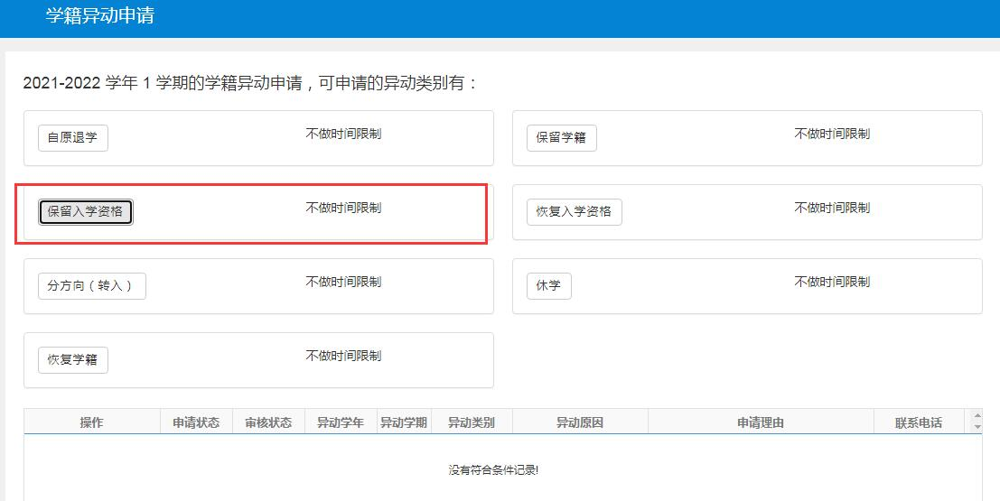 学籍异动申请
2021-2022 学年 1 学期的学籍异动申请，可申请的异动类别有：
自原退学 不做时间限制 保留学籍 不做时间限制
保留入学资格 不做时间限制 恢复入学资格 不做时间限制
分方向（转入） 不做时间限制 休学 不做时间限制
恢复学籍 不做时间限制
操作 申请状态 审核状态 异动学年 异动学期 异动类别 异动原因 申请理由 联系电话
没有符合条件记录!